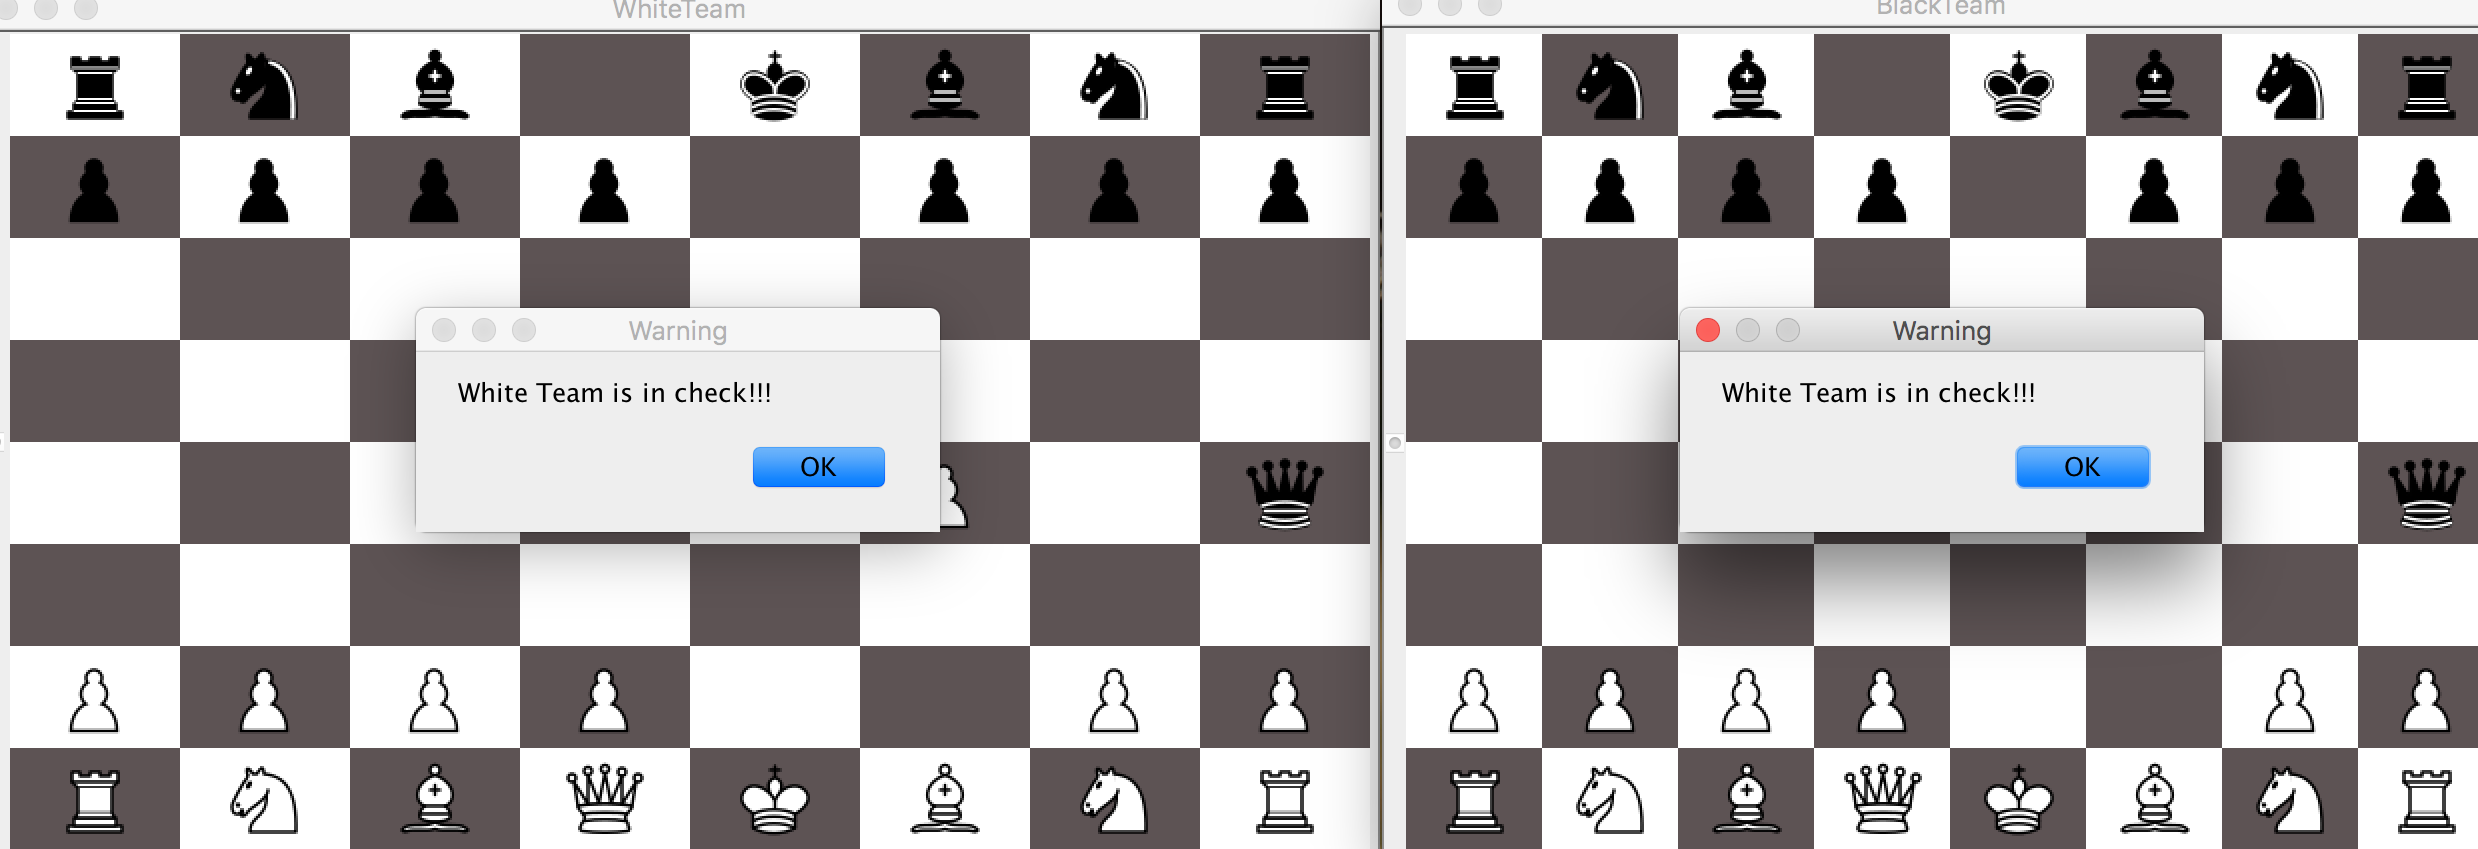 WhiteTeam
BlackTeam
Warning
White Team is in check!!!
OK
Warning
White Team is in check!!!
OK